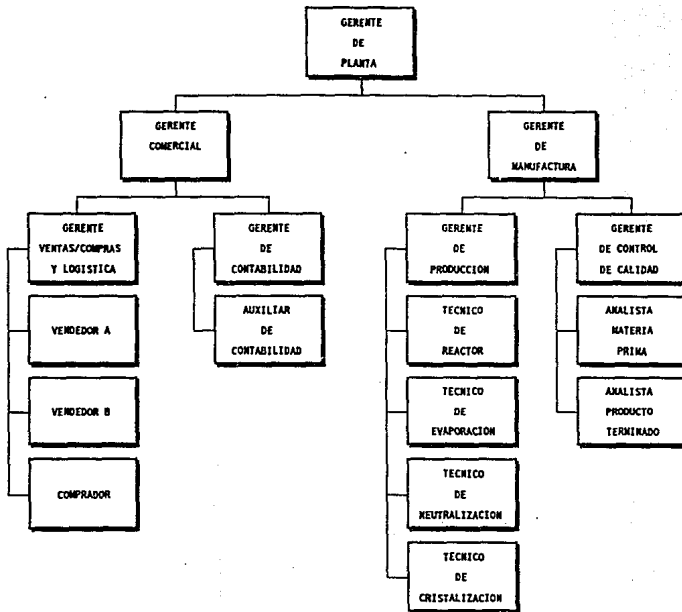 GERENTE
DE
PLANTA
GERENTE
COMERCIAL
GERENTE
DE
MANUFACTURA
GERENTE
VENTAS/COMPRAS
Y LOGISTICA
GERENTE
DE
CONTABILIDAD
GERENTE
DE
PRODUCCION
GERENTE
DE CONTROL
DE CALIDAD
VENDEDOR A
AUXILIAR
DE
CONTABILIDAD
TECNICO
DE
REACTOR
ANALISTA
MATERIA
PRIMA
VENDEDOR B
TECNICO
DE
EVAPORACION
ANALISTA
PRODUCTO
TERMINADO
COMPRADOR
TECNICO
DE
NEUTRALIZACION
TECNICO
DE
CRISTALIZACION